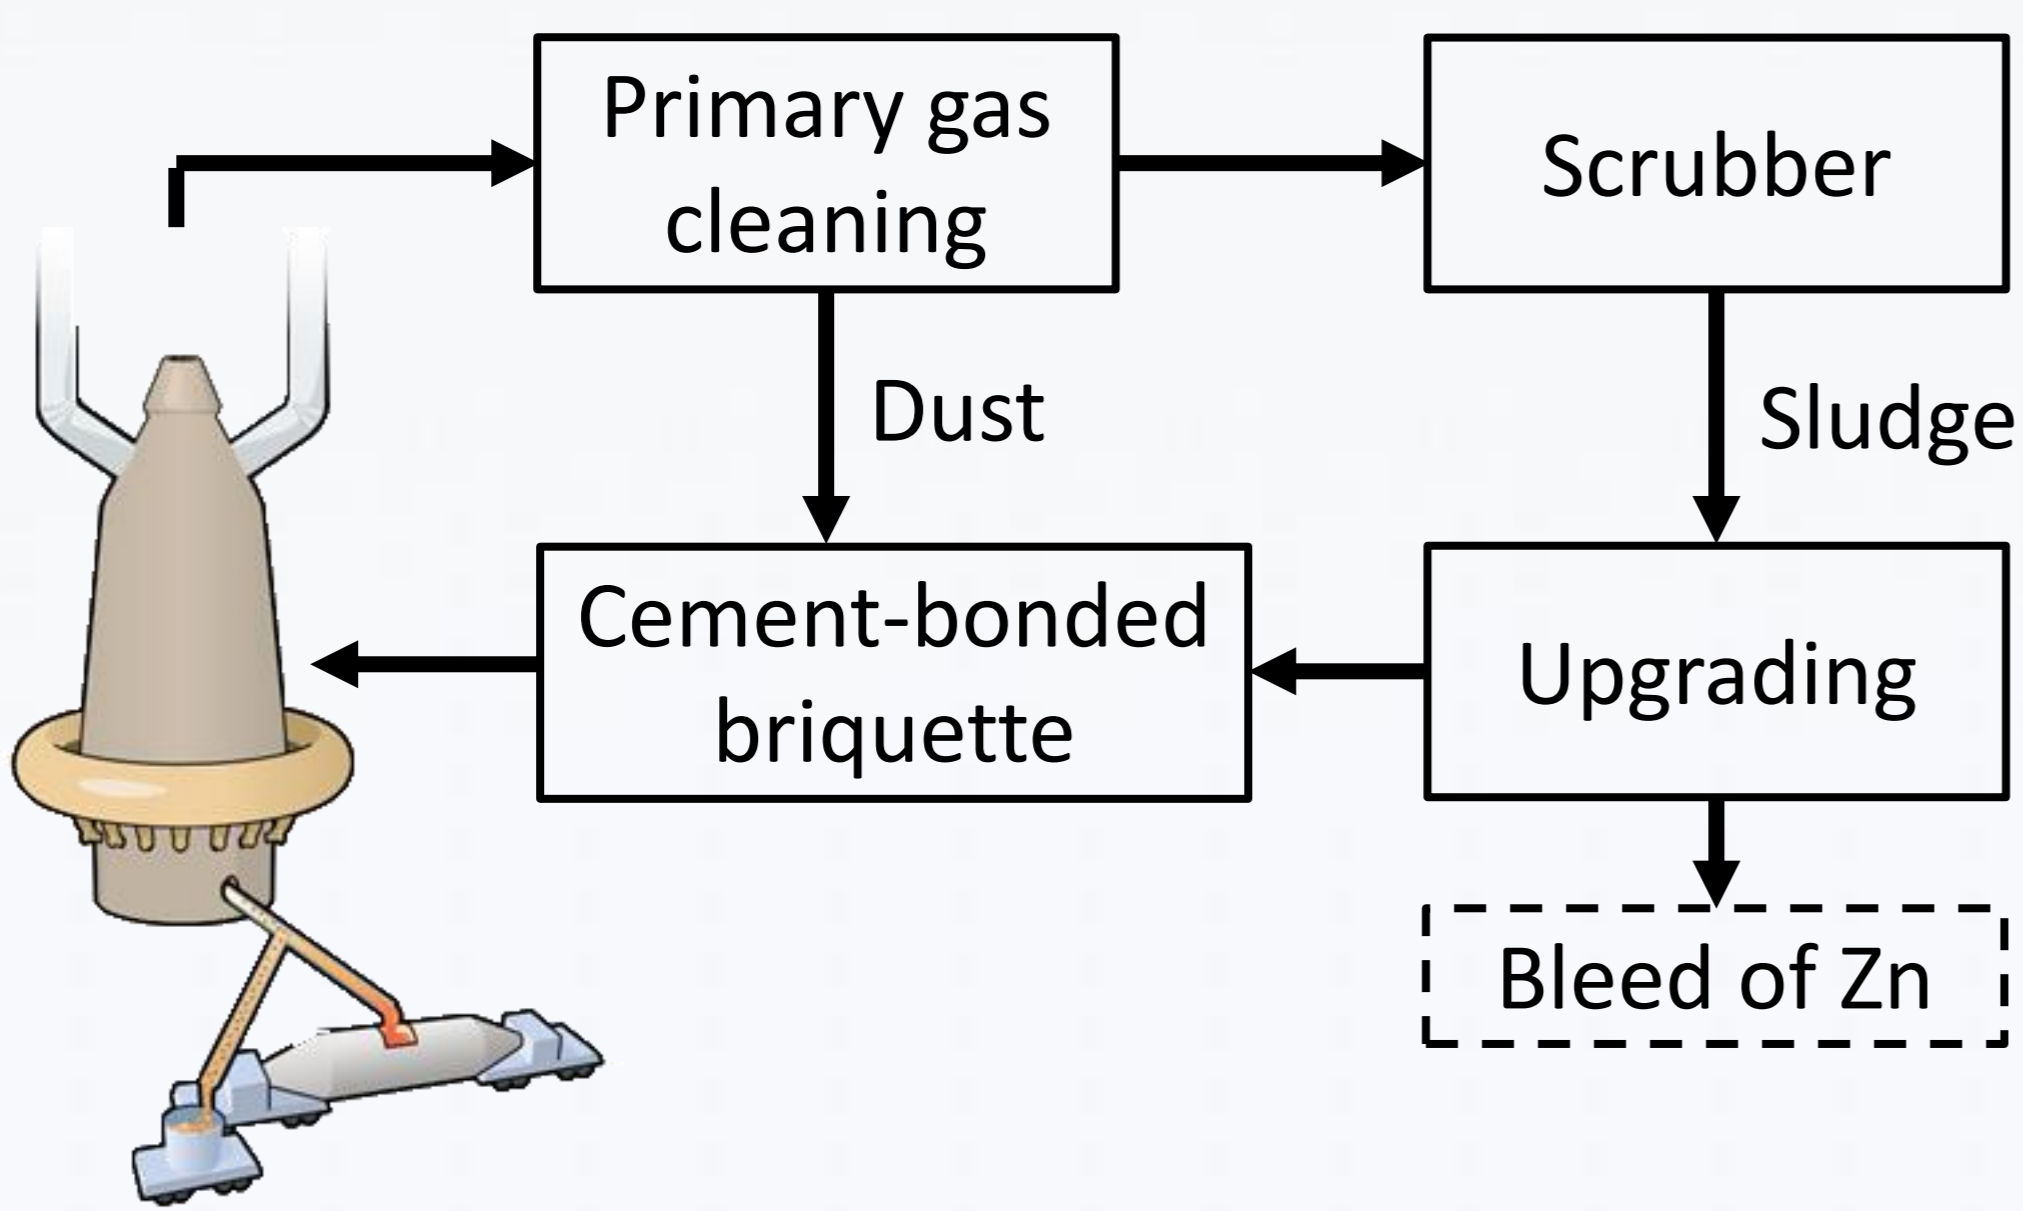 Primary gas
cleaning
Scrubber
Dust
Sludge
Cement-bonded
briquette
Upgrading
Bleed of Zn